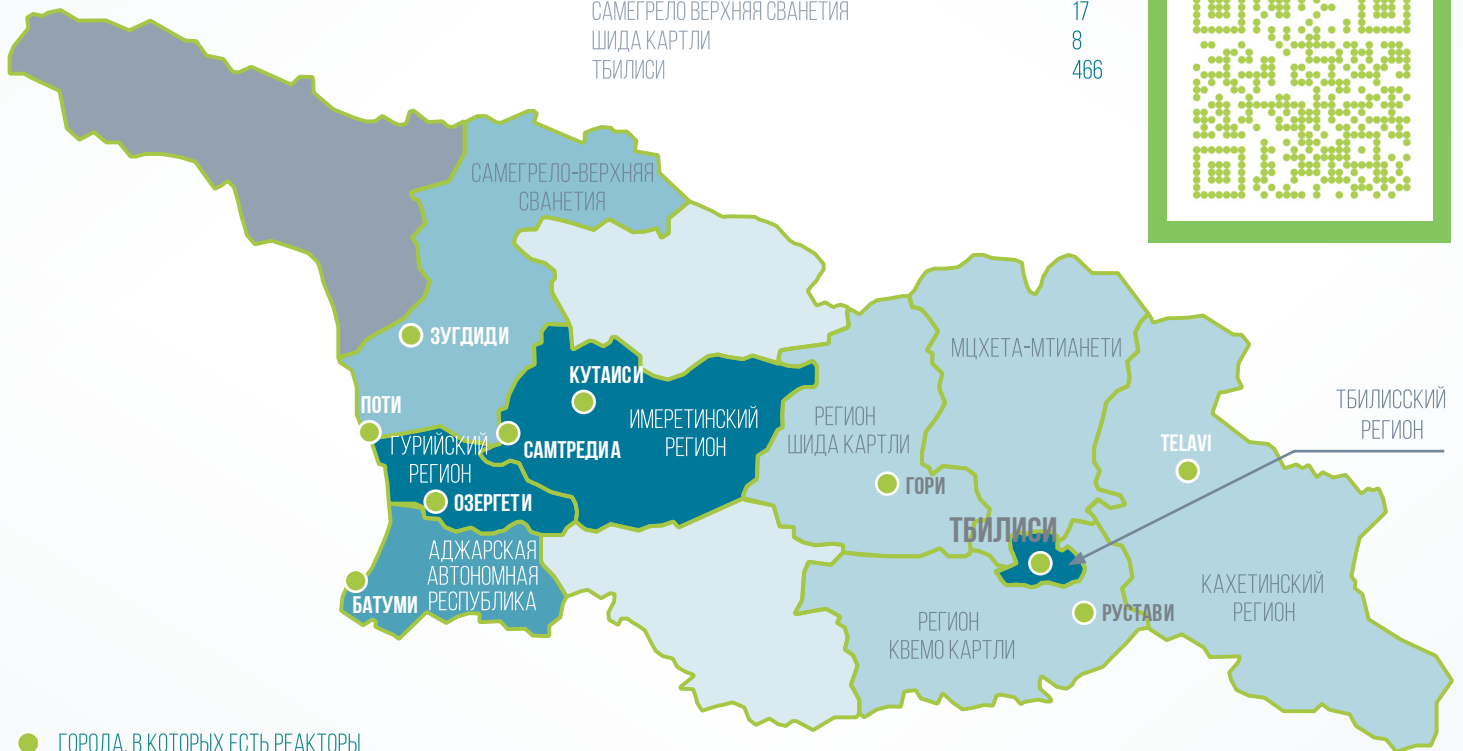 САМЕГРЕЛО ВЕРХНЯЯ СВАНЕТИЯ 17
ШИДА КАРТЛИ 8
ТБИЛИСИ 466
САМЕГРЕЛО-ВЕРХНЯЯ
СВАНЕТИЯ
ЗУГДИДИ
МЦХЕТА-МТИАНЕТИ
КУТАИСИ
ПОТИ
ТБИЛИССКИЙ
РЕГИОН
ИМЕРЕТИНСКИЙ
РЕГИОН
РЕГИОН
ШИДА КАРТЛИ
ГУРИЙСКИЙ
РЕГИОН
САМТРЕДИА
TELAVI
ГОРИ
ОЗЕРГЕТИ
ТБИЛИСИ
АДЖАРСКАЯ
АВТОНОМНАЯ
РЕСПУБЛИКА
БАТУМИ
КАХЕТИНСКИЙ
РЕГИОН
РУСТАВИ
РЕГИОН
КВЕМО КАРТЛИ
ГОРОДА, В КОТОРЫХ ЕСТЬ РЕАКТОРЫ